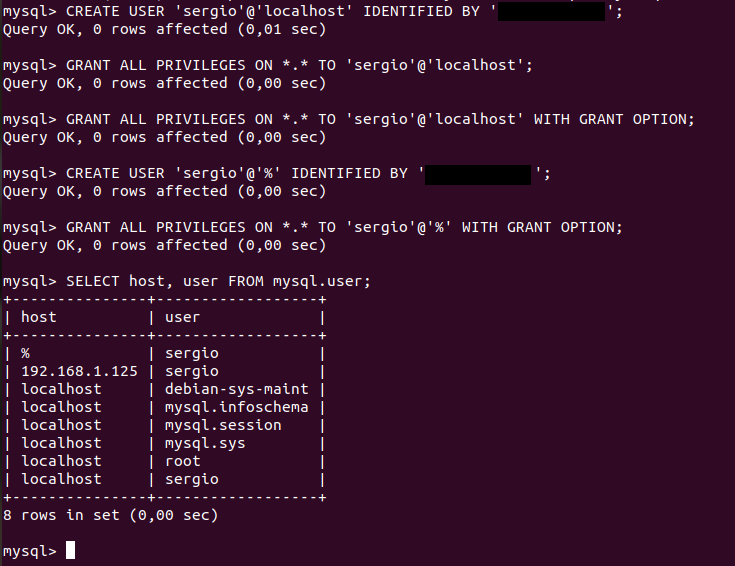 mysql> CREATE USER 'sergio'@'localhost' IDENTIFIED BY '          ';
Query OK, 0 rows affected (0,01 sec)
mysql> GRANT ALL PRIVILEGES ON *.* TO 'sergio'@'localhost';
Query OK, 0 rows affected (0,00 sec)
mysql> GRANT ALL PRIVILEGES ON *.* TO 'sergio'@'localhost' WITH GRANT OPTION;
Query OK, 0 rows affected (0,00 sec)
mysql> CREATE USER 'sergio'@'%' IDENTIFIED BY '          ';
Query OK, 0 rows affected (0,00 sec)
mysql> GRANT ALL PRIVILEGES ON *.* TO 'sergio'@'%' WITH GRANT OPTION;
Query OK, 0 rows affected (0,00 sec)
mysql> SELECT host, user FROM mysql.user;
+---------------+------------------+
| host          | user             |
+---------------+------------------+
| %             | sergio           |
| 192.168.1.125 | sergio           |
| localhost     | debian-sys-maint |
| localhost     | mysql.infoschema |
| localhost     | mysql.session    |
| localhost     | mysql.sys        |
| localhost     | root             |
| localhost     | sergio           |
+---------------+------------------+
8 rows in set (0,00 sec)
mysql>